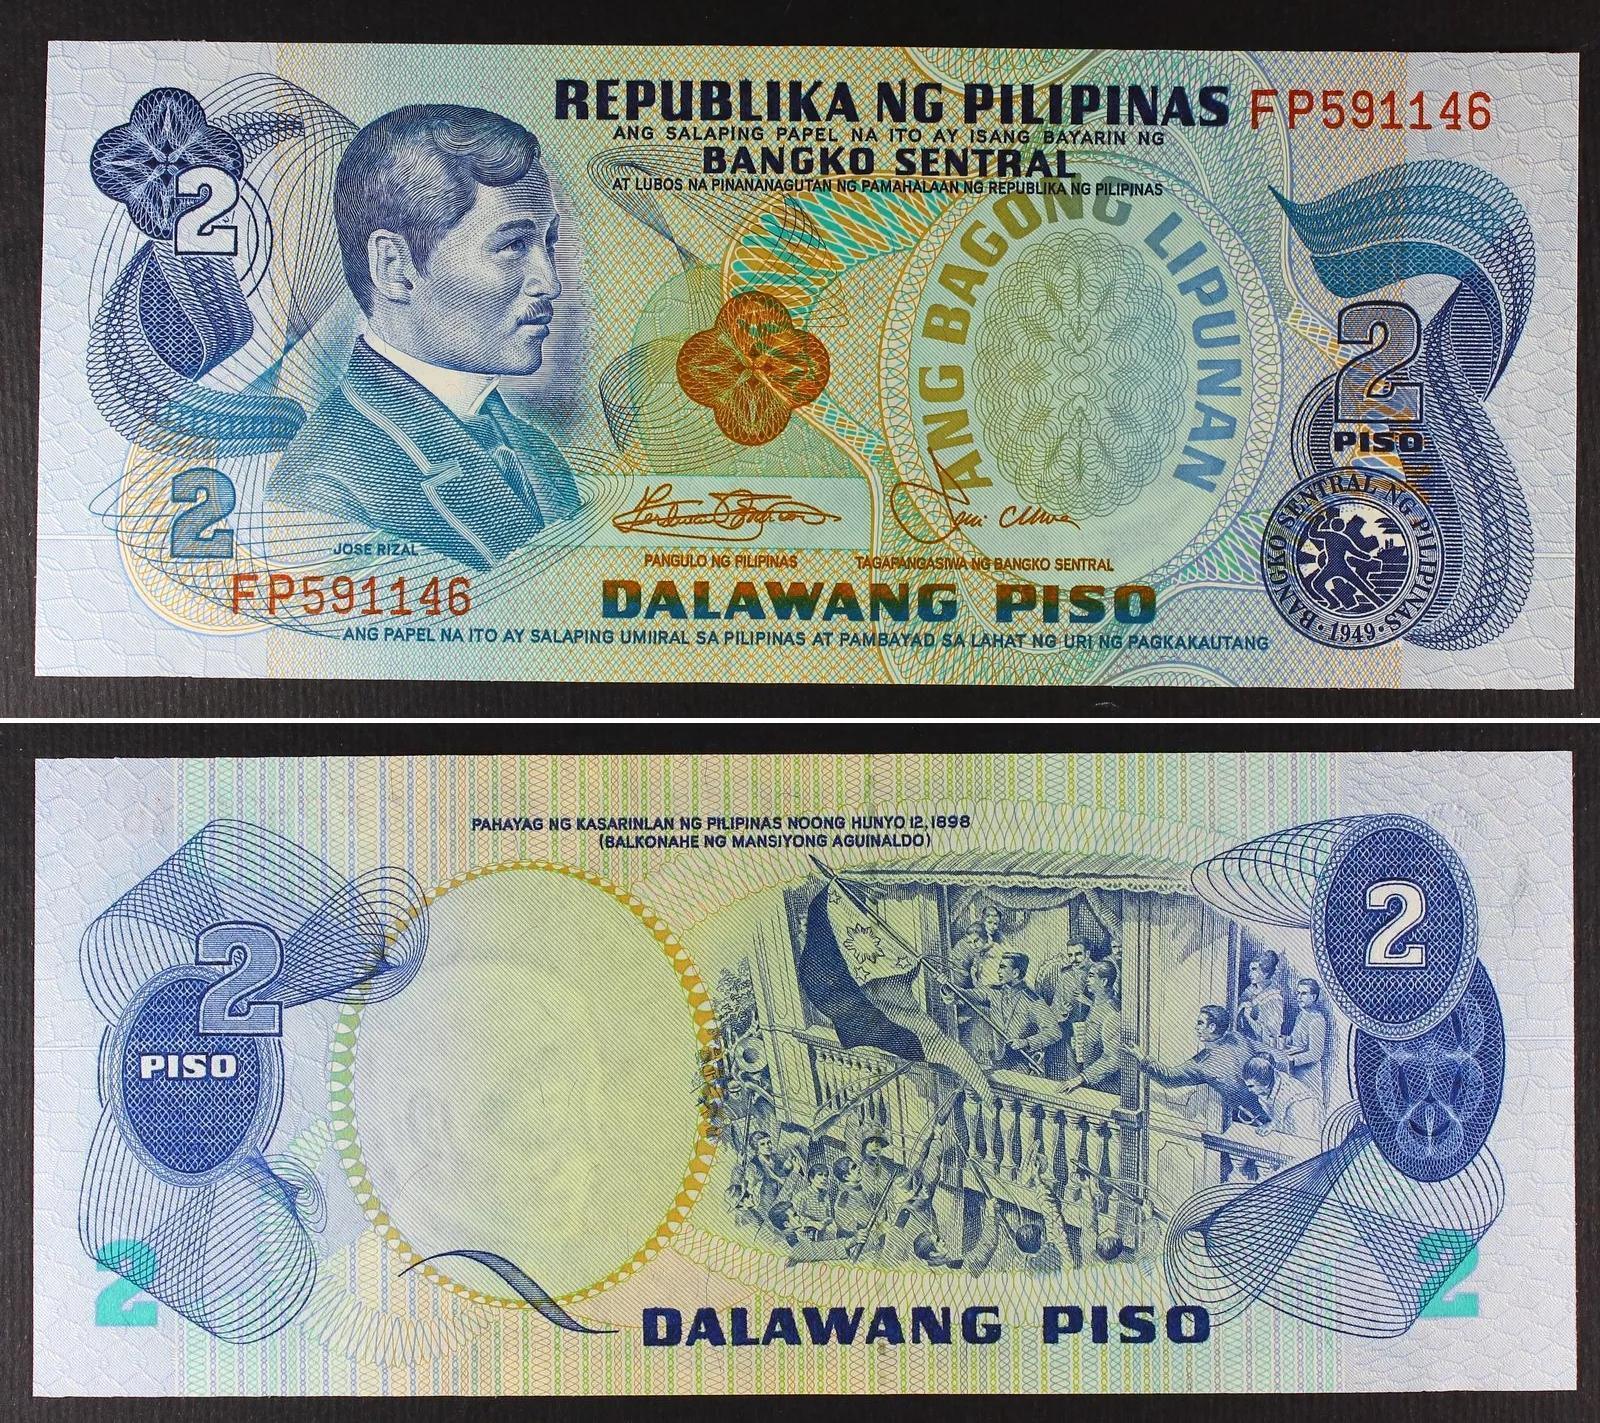 REPUBLIKA NG PILIPINAS
FP591146
ANG SALAPING PAPEL NA ITO AY ISANG BAYARIN NG
BANGKO SENTRAL
AT LUBOS NA PINANANAGUTAN NG PAMAHALAAN NG REPUBLIKA NG PILIPINAS
2
ANG BAGONG LIPUNAN
2
PISO
2
JOSE RIZAL
PANGULO NG PILIPINAS
TAGAPANGASIWA NG BANGKO SENTRAL
BANGKO SENTRAL NG PILIPINAS
·1949·
FP591146
DALAWANG PISO
ANG PAPEL NA ITO AY SALAPING UMIIRAL SA PILIPINAS AT PAMBAYAD SA LAHAT NG URI NG PAGKAKAUTANG
PAHAYAG NG KASARINLAN NG PILIPINAS NOONG HUNYO 12, 1898
(BALKONAHE NG MANSIYONG AGUINALDO)
2
2
PISO
2
2
DALAWANG PISO